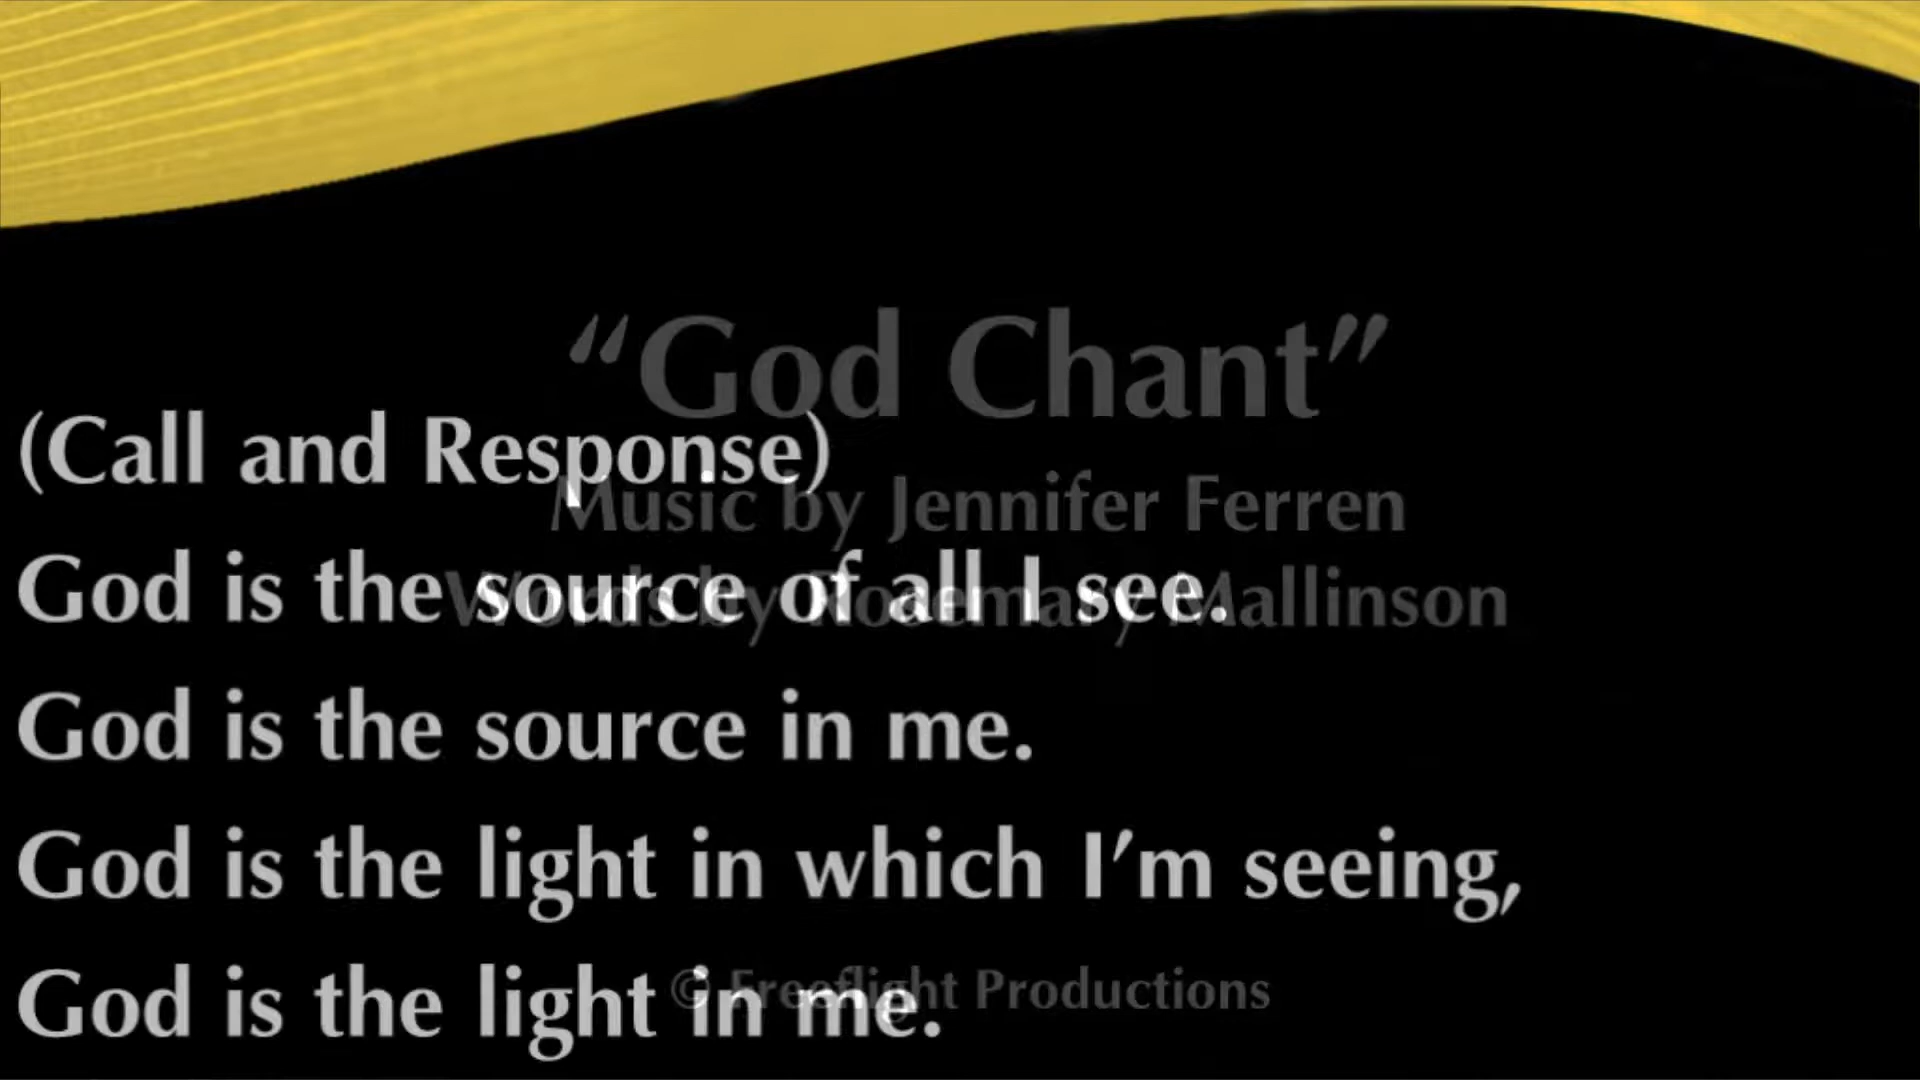 “God Chant”
(Call and Response)
Music by Jennifer Ferren
God is the source of all I see.
Words by Rosemary Mallinson
God is the source in me.
God is the light in which I’m seeing,
God is the light in me.
© Freeflight Productions